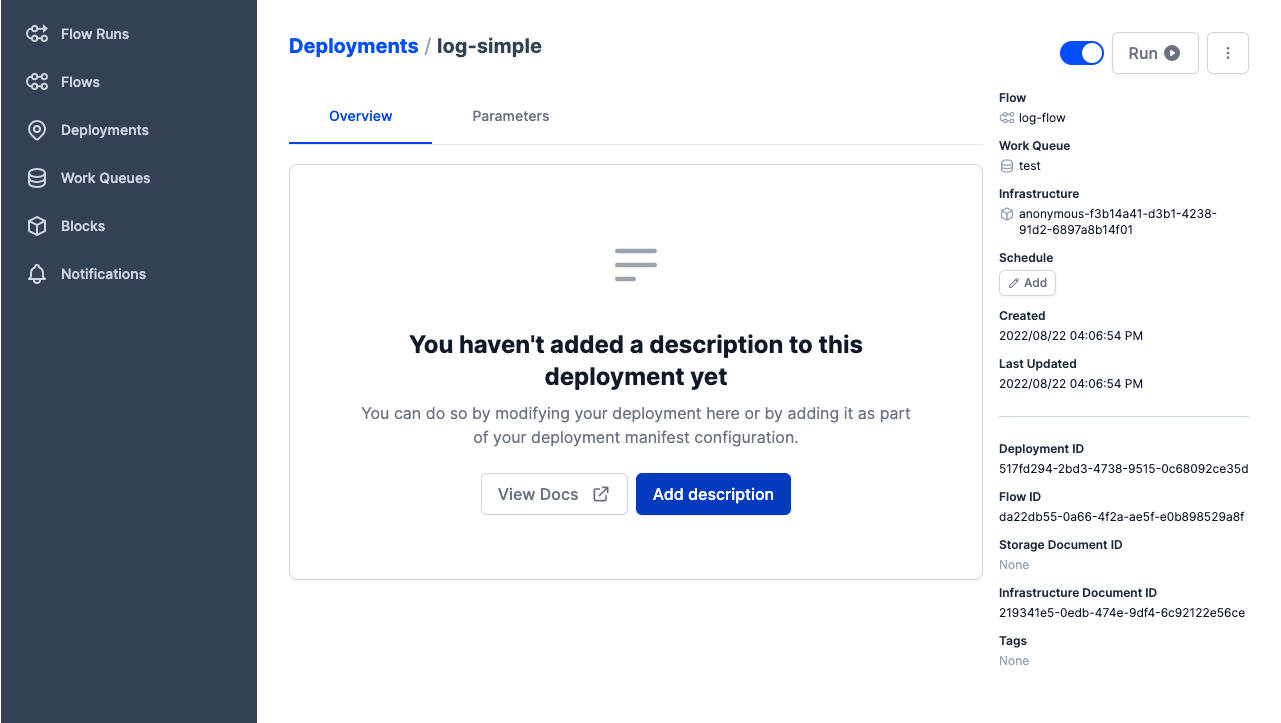 Flow Runs
Flows
Deployments
Work Queues
Blocks
Notifications
Deployments / log-simple
Run
Overview
Parameters
You haven't added a description to this
deployment yet
You can do so by modifying your deployment here or by adding it as part
of your deployment manifest configuration.
View Docs
Add description
Flow
log-flow
Work Queue
test
Infrastructure
anonymous-f3b14a41-d3b1-4238-
91d2-6897a8b14f01
Schedule
Add
Created
2022/08/22 04:06:54 PM
Last Updated
2022/08/22 04:06:54 PM
Deployment ID
517fd294-2bd3-4738-9515-0c68092ce35d
Flow ID
da22db55-0a66-4f2a-ae5f-e0b898529a8f
Storage Document ID
None
Infrastructure Document ID
219341e5-0edb-474e-9df4-6c92122e56ce
Tags
None